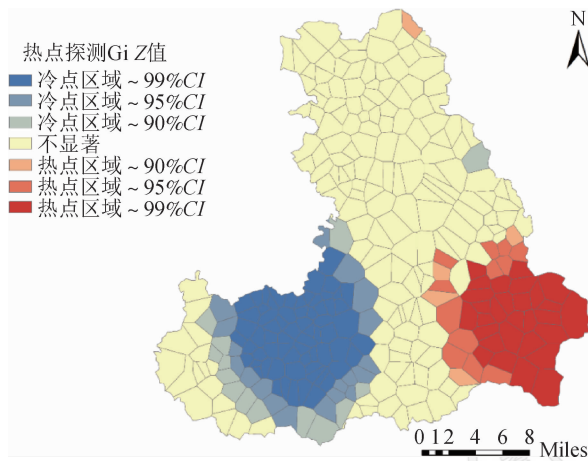 N
热点探测Gi Z值
冷点区域~99%CI
冷点区域~95%CI
冷点区域~90%CI
不显著
热点区域~90%CI
热点区域~95%CI
热点区域~99%CI
0 1 2 4 6 8 Miles